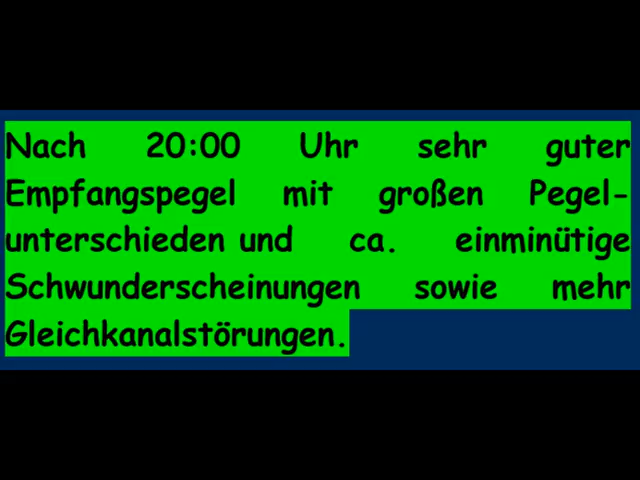 Nach 20:00 Uhr sehr guter
Empfangspegel mit großen Pegel-
unterschieden und ca. einminütige
Schwunderscheinungen sowie mehr
Gleichkanalstörungen.